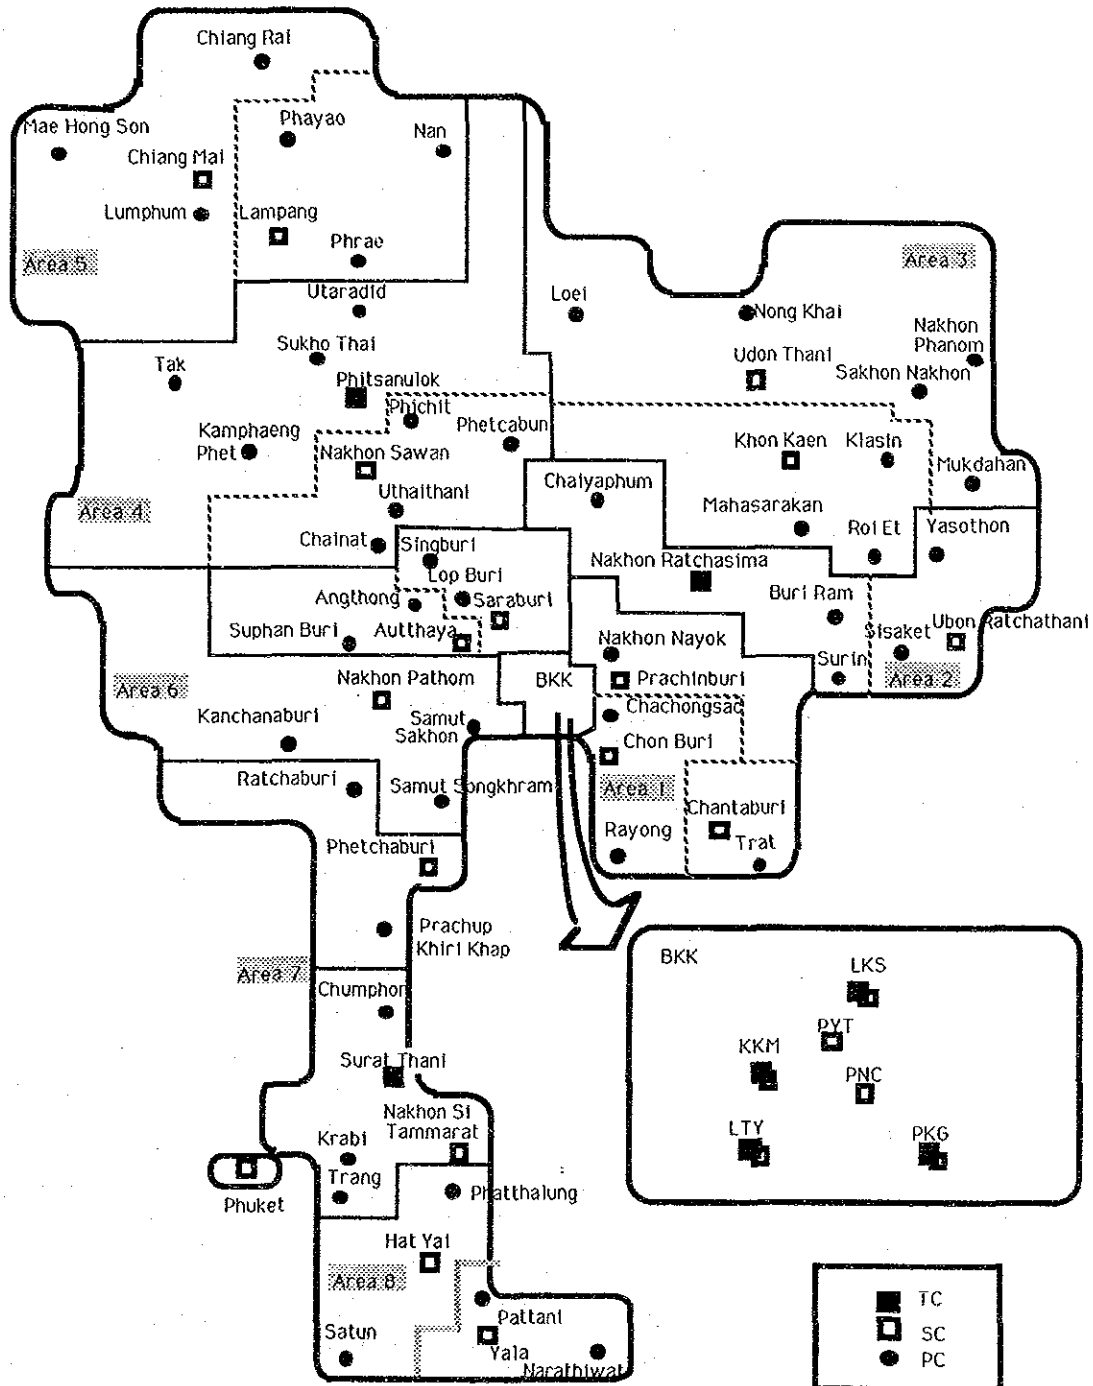 Chiang Rai
Mae Hong Son
Phayao
Nan
Chiang Mai
Lumphum
Lampang
Phrae
Area 5
Area 3
Utaradid
Loei
Nong Khai
Nakhon
Phanom
Sukho Thai
Tak
Udon Thani
Sakhon Nakhon
Phitsanulok
Phichit
Phetcabun
Kamphaeng
Phet
Nakhon Sawan
Khon Kaen
Klasin
Mukdahan
Chaiyaphum
Uthaithani
Area 4
Mahasarakan
Roi Et
Yasothon
Chainat
Singburi
Nakhon Ratchasima
Lop Buri
Angthong
Saraburi
Buri Ram
Suphan Buri
Autthaya
Nakhon Nayok
Sisaket
Ubon Ratchathani
Surin
Area 2
Area 6
Nakhon Pathom
BKK
Prachinburi
Kanchanaburi
Samut
Sakhon
Chachongsao
Chon Buri
Ratchaburi
Samut Songkhram
Area 1
Chantaburi
Phetchaburi
Rayong
Trat
Prachup
Khiri Khap
Area 7
Chumphon
BKK
LKS
PYT
KKM
PNC
LTY
PKG
Surat Thani
Nakhon Si
Tammarat
Krabi
Trang
Phuket
Phatthalung
Hat Yai
Area 8
Pattani
Satun
Yala
Narathiwat
TC
SC
PC